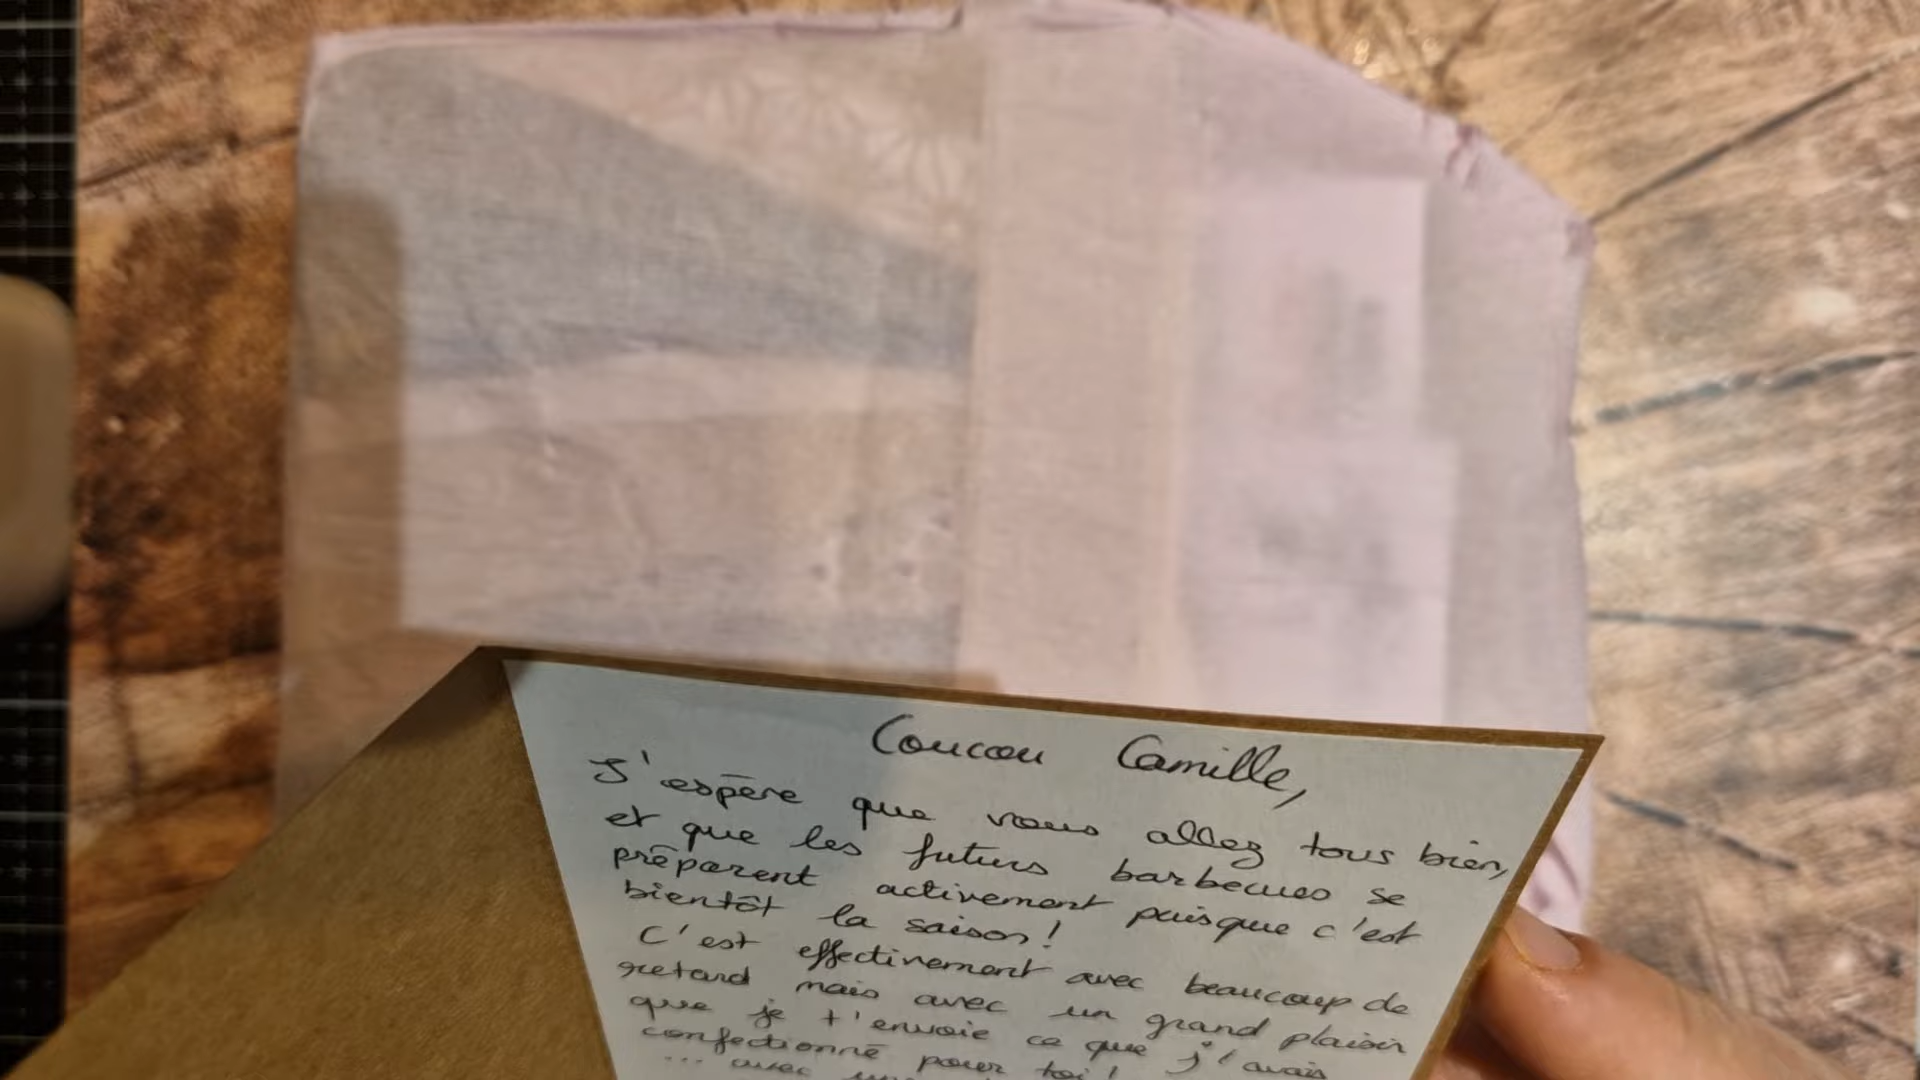 Coucou Camille,
J'espère que vous allez tous bien,
et que les futurs barbecues se
préparent activement puisque c'est
bientôt la saison !
C'est effectivement avec beaucoup de
retard mais avec un grand plaisir
que je t'envoie ce que j'avais
confectionné pour toi !
... avec